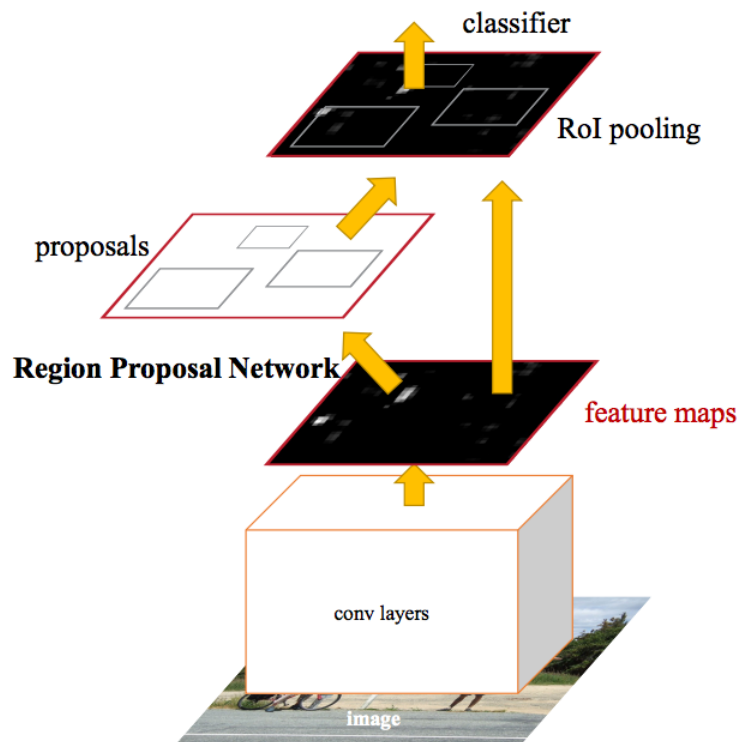 classifier
RoI pooling
proposals
Region Proposal Network
feature maps
conv layers
image